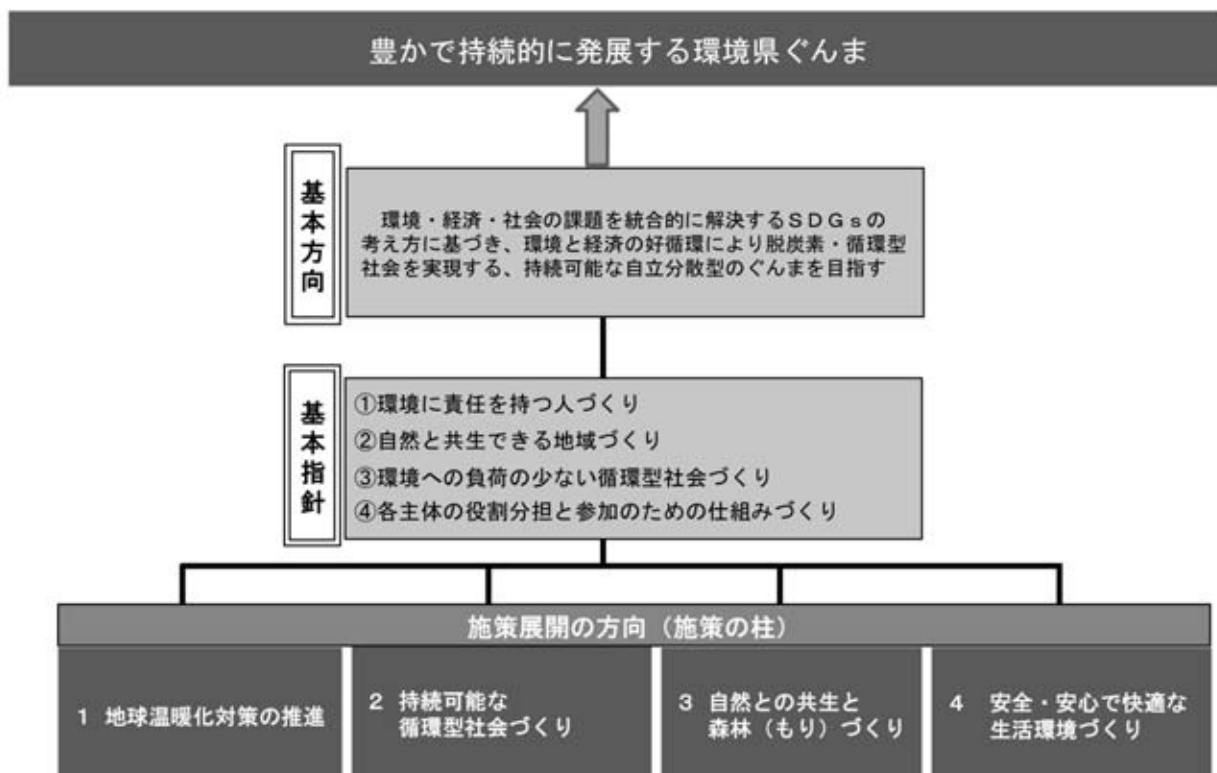 豊かで持続的に発展する環境県ぐんま
基本方向
環境・経済・社会の課題を統合的に解決するＳＤＧｓの
考え方に基づき、環境と経済の好循環により脱炭素・循環型
社会を実現する、持続可能な自立分散型のぐんまを目指す
基本指針
①環境に責任を持つ人づくり
②自然と共生できる地域づくり
③環境への負荷の少ない循環型社会づくり
④各主体の役割分担と参加のための仕組みづくり
施策展開の方向（施策の柱）
１ 地球温暖化対策の推進
２ 持続可能な
循環型社会づくり
３ 自然との共生と
森林（もり）づくり
４ 安全・安心で快適な
生活環境づくり